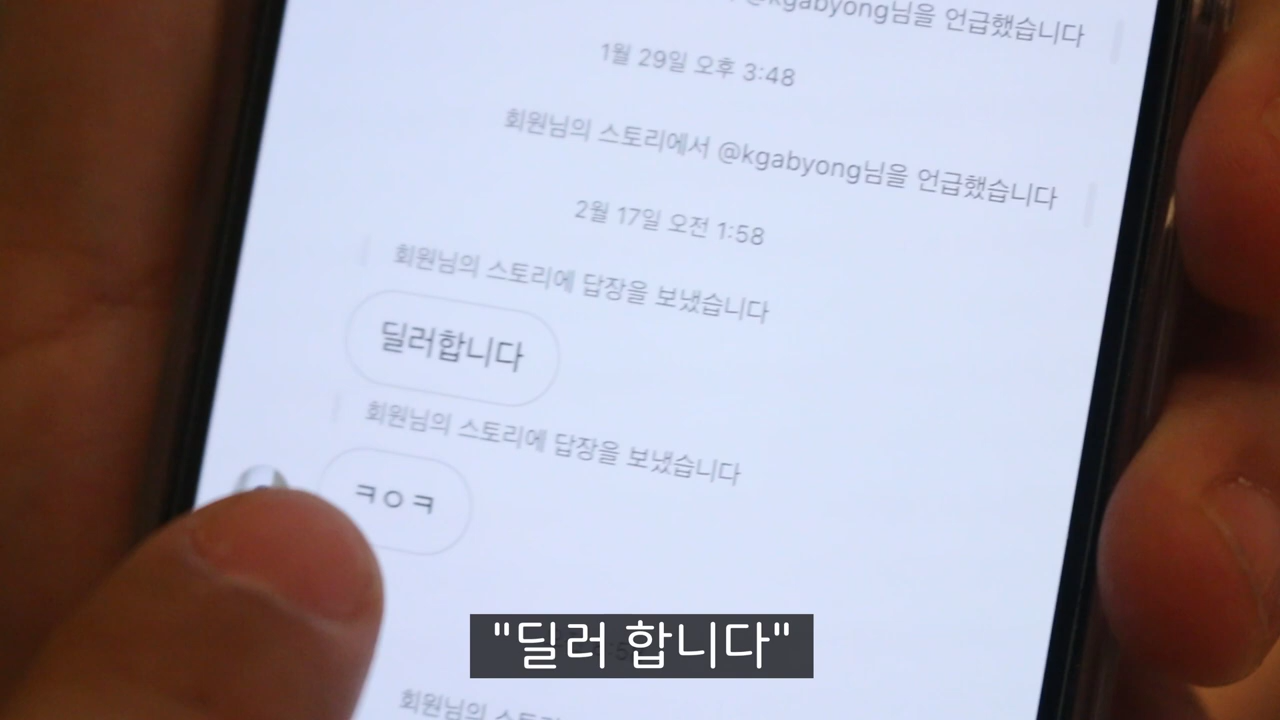 @kgabyong님을 언급했습니다
1월 29일 오후 3:48
회원님의 스토리에서 @kgabyong님을 언급했습니다
2월 17일 오전 1:58
회원님의 스토리에 답장을 보냈습니다
딜러합니다
회원님의 스토리에 답장을 보냈습니다
ㅋㅇㅋ
"딜러 합니다"
회원님의